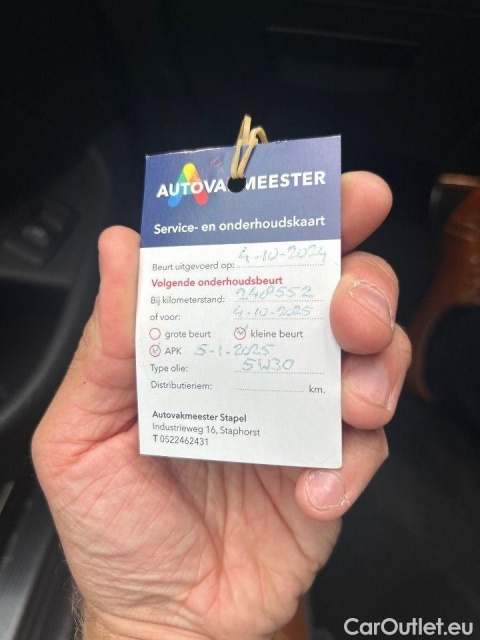 AUTOVAKMEESTER
Service- en onderhoudskaart
Beurt uitgevoerd op: 4-10-2024
Volgende onderhoudsbeurt
Bij kilometerstand: 248552
of voor: 4-10-2025
grote beurt kleine beurt
APK 5-1-2025
Type olie: 5W30
Distributieriem: km.
Autovakmeester Stapel
Industrieweg 16, Staphorst
T 0522462431
CarOutlet.eu